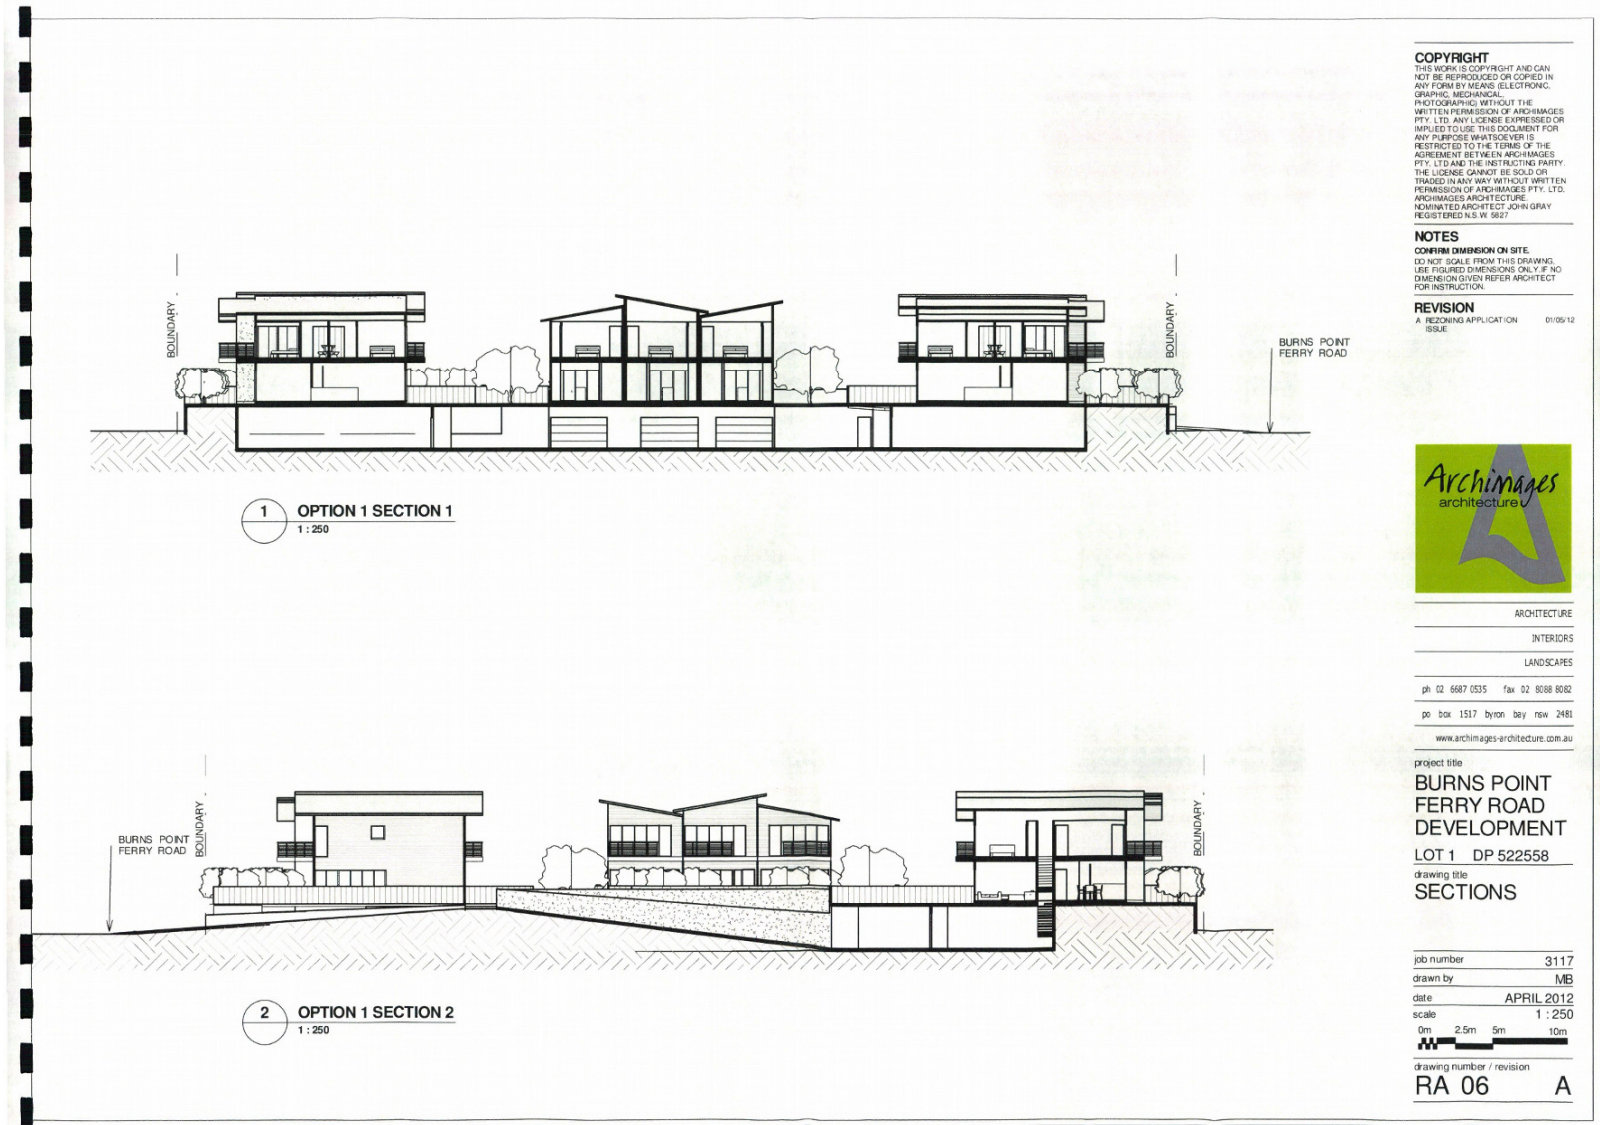 COPYRIGHT
THIS WORK IS COPYRIGHT AND CAN
NOT BE REPRODUCED OR COPIED IN
ANY FORM BY MEANS (ELECTRONIC,
GRAPHIC, MECHANICAL,
PHOTOGRAPHIC) WITHOUT THE
WRITTEN PERMISSION OF ARCHIMAGES
PTY. LTD. ANY LICENSE EXPRESSED OR
IMPLIED TO USE THIS DOCUMENT FOR
ANY PURPOSE WHATSOEVER IS
RESTRICTED TO THE TERMS OF THE
AGREEMENT BETWEEN ARCHIMAGES
PTY. LTD AND THE INSTRUCTING PARTY.
THE LICENSE CANNOT BE SOLD OR
TRADED IN ANY WAY WITHOUT WRITTEN
PERMISSION OF ARCHIMAGES PTY. LTD.
ARCHIMAGES ARCHITECTURE.
NOMINATED ARCHITECT JOHN GRAY
REGISTERED N.S.W. 5827
NOTES
CONFIRM DIMENSION ON SITE.
DO NOT SCALE FROM THIS DRAWING,
USE FIGURED DIMENSIONS ONLY. IF NO
DIMENSION GIVEN REFER ARCHITECT
FOR INSTRUCTION.
REVISION
A REZONING APPLICATION 01/05/12
ISSUE
BOUNDARY
BOUNDARY
BURNS POINT
FERRY ROAD
1 OPTION 1 SECTION 1
1 : 250
Archimages
architecture
ARCHITECTURE
INTERIORS
LANDSCAPES
ph 02 6687 0535 fax 02 8088 8082
po box 1517 byron bay nsw 2481
www.archimages-architecture.com.au
project title
BURNS POINT
FERRY ROAD
DEVELOPMENT
LOT 1 DP 522558
drawing title
SECTIONS
BURNS POINT
FERRY ROAD
BOUNDARY
BOUNDARY
2 OPTION 1 SECTION 2
1 : 250
job number 3117
drawn by MB
date APRIL 2012
scale 1 : 250
0m 2.5m 5m 10m
drawing number / revision
RA 06 A